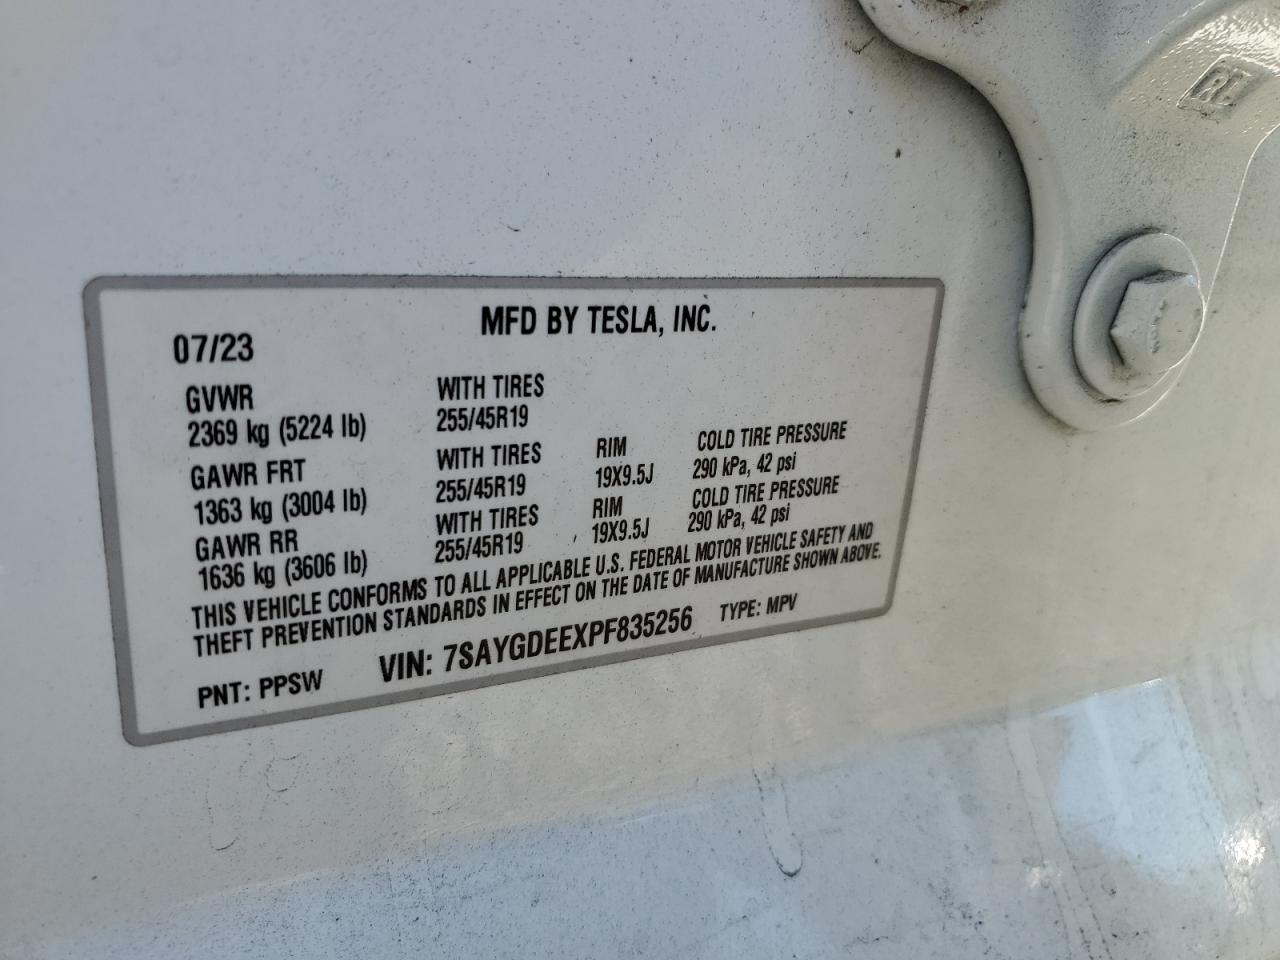 MFD BY TESLA, INC.
07/23
GVWR WITH TIRES
2369 kg (5224 lb) 255/45R19
GAWR FRT WITH TIRES RIM COLD TIRE PRESSURE
1363 kg (3004 lb) 255/45R19 19X9.5J 290 kPa, 42 psi
GAWR RR WITH TIRES RIM COLD TIRE PRESSURE
1636 kg (3606 lb) 255/45R19 19X9.5J 290 kPa, 42 psi
THIS VEHICLE CONFORMS TO ALL APPLICABLE U.S. FEDERAL MOTOR VEHICLE SAFETY AND
THEFT PREVENTION STANDARDS IN EFFECT ON THE DATE OF MANUFACTURE SHOWN ABOVE.
PNT: PPSW VIN: 7SAYGDEEXPF835256 TYPE: MPV